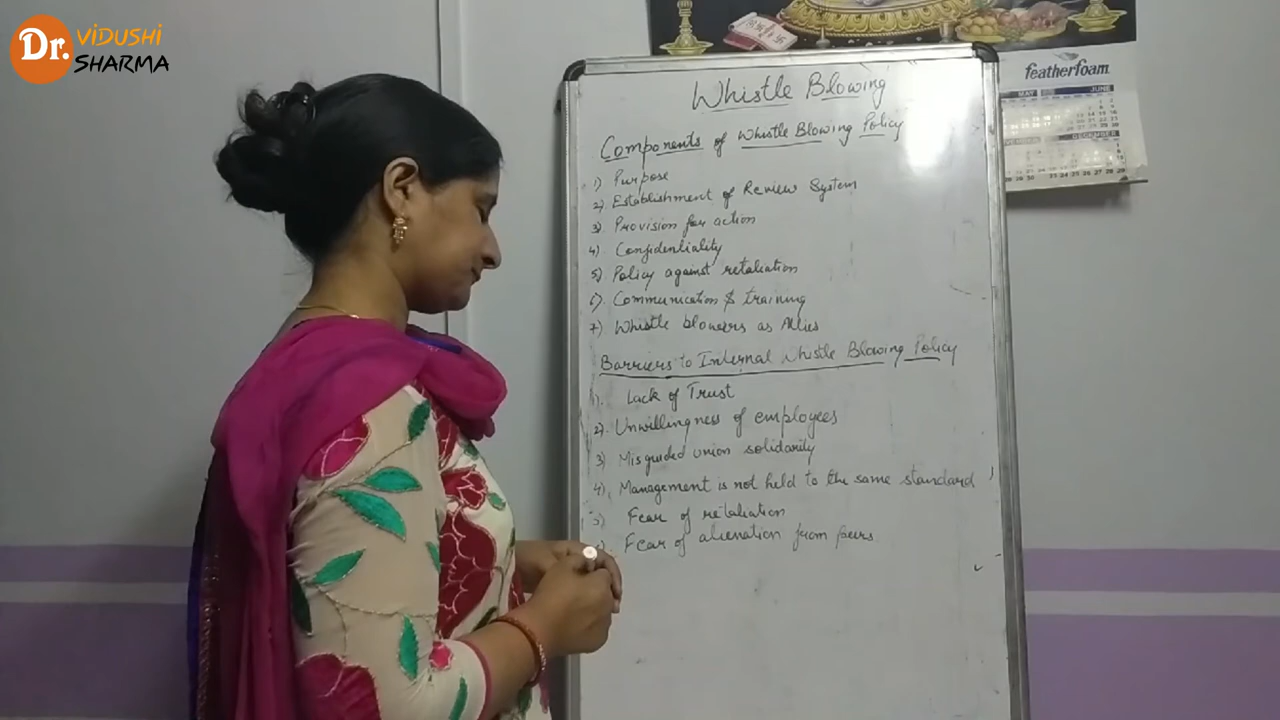 Dr. ViDUSHi
SHARMA
featherfoam
MAY JUNE
DECEMBER
Whistle Blowing
Components of Whistle Blowing Policy
1) Purpose
2) Establishment of Review System
3) Provision for action
4) Confidentiality
5) Policy against retaliation
6). Communication & training
7) Whistle blowers as Allies
Barriers to Internal Whistle Blowing Policy
1). Lack of Trust
2) Unwillingness of employees
3) Misguided union solidarity
4) Management is not held to the same standard
5) Fear of retaliation
Fear of alienation from peers